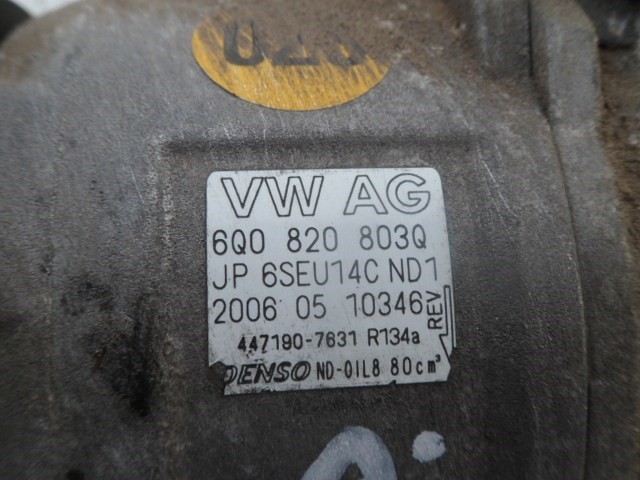 VW AG
6Q0 820 803Q
JP 6SEU14C ND1
2006 05 10346
REV
447190-7631 R134a
DENSO ND-OIL8 80cm³